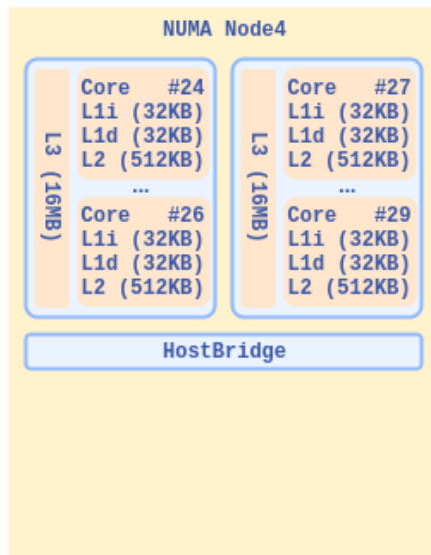 NUMA Node4
L3 (16MB)
Core #24
L1i (32KB)
L1d (32KB)
L2 (512KB)
...
Core #26
L1i (32KB)
L1d (32KB)
L2 (512KB)
L3 (16MB)
Core #27
L1i (32KB)
L1d (32KB)
L2 (512KB)
...
Core #29
L1i (32KB)
L1d (32KB)
L2 (512KB)
HostBridge